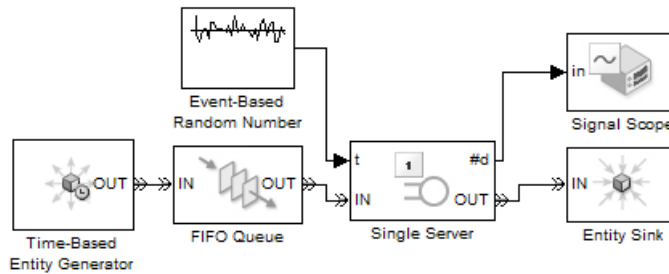 Event-Based
Random Number
in
Signal Scope
t
1
#d
IN
OUT
Single Server
OUT
Time-Based
Entity Generator
IN
OUT
FIFO Queue
IN
Entity Sink